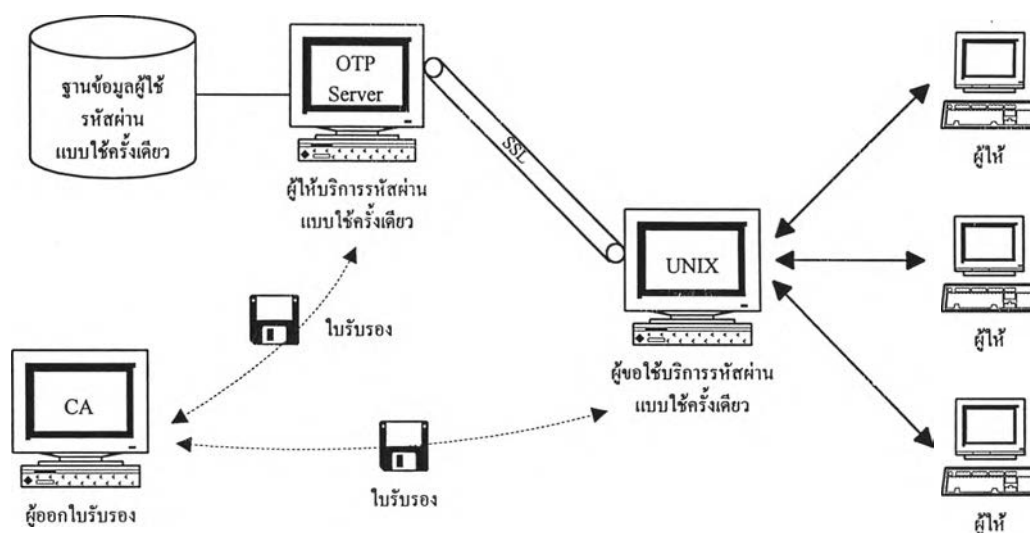 ฐานข้อมูลผู้ใช้
รหัสผ่าน
แบบใช้ครั้งเดียว
OTP
Server
ผู้ให้บริการรหัสผ่าน
แบบใช้ครั้งเดียว
SSL
UNIX
ผู้ขอใช้บริการรหัสผ่าน
แบบใช้ครั้งเดียว
ผู้ให้
ผู้ให้
ผู้ให้
ใบรับรอง
CA
ผู้ออกใบรับรอง
ใบรับรอง